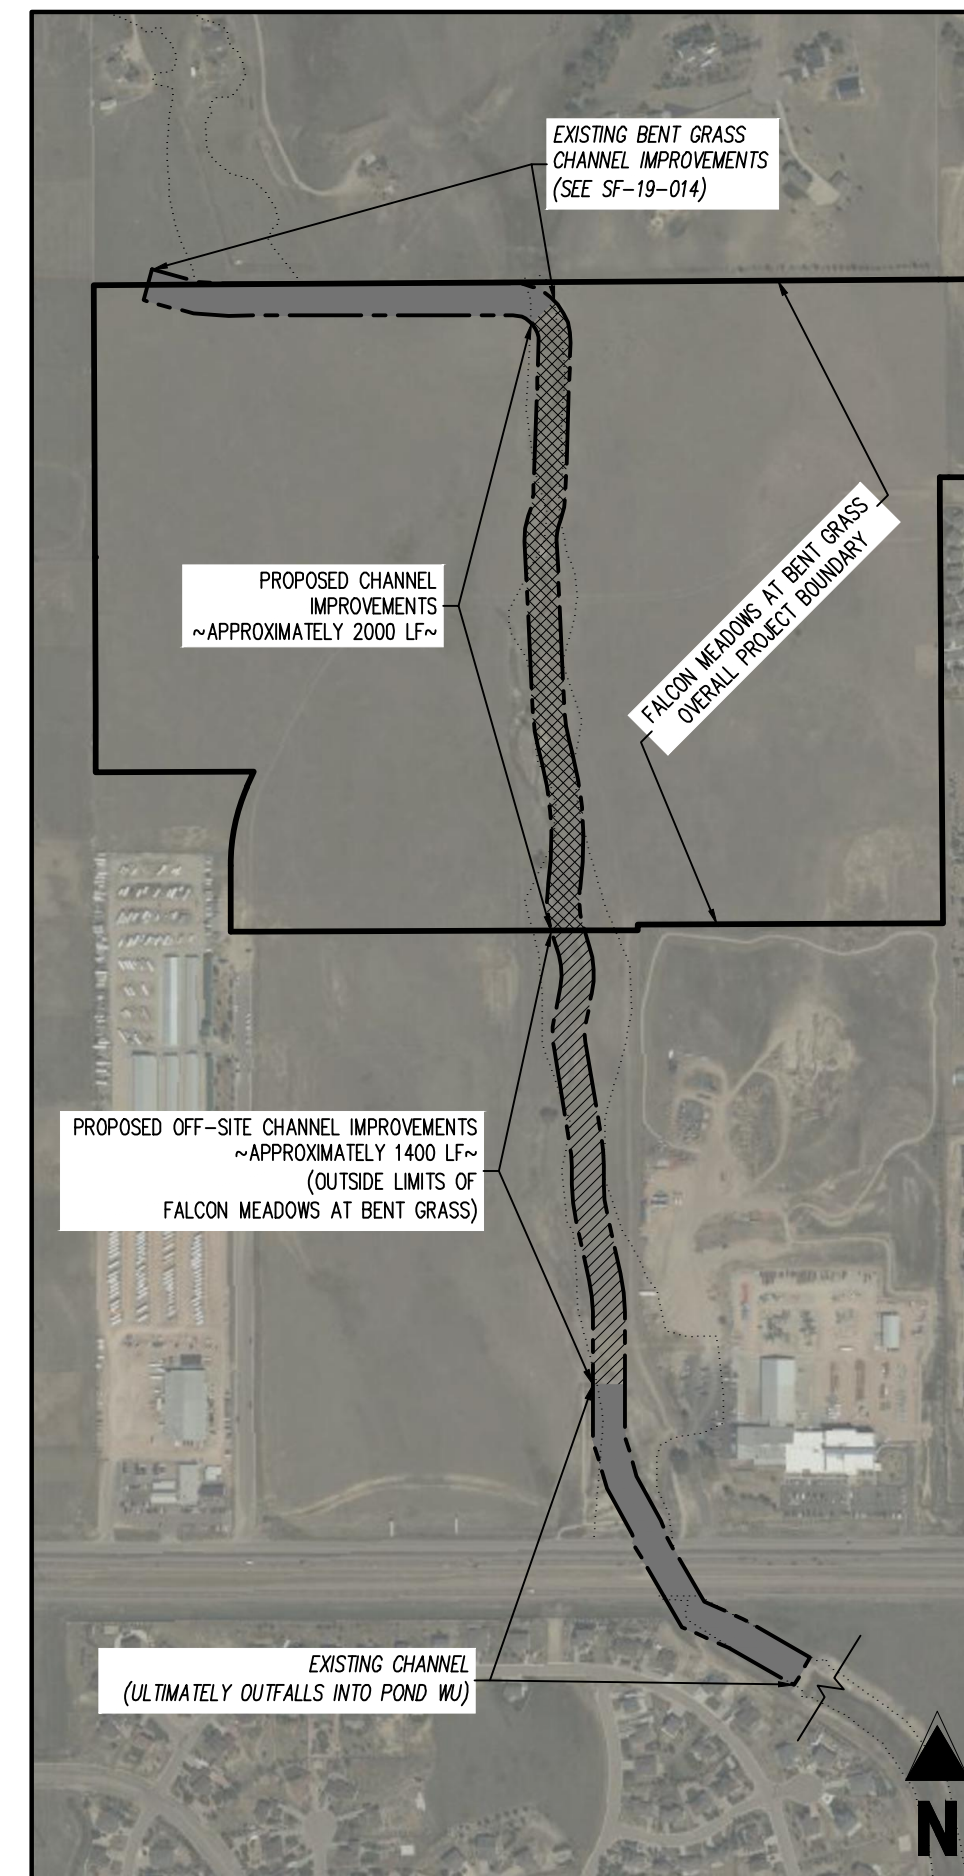 EXISTING BENT GRASS
CHANNEL IMPROVEMENTS
(SEE SF-19-014)
PROPOSED CHANNEL
IMPROVEMENTS
~APPROXIMATELY 2000 LF~
FALCON MEADOWS AT BENT GRASS
OVERALL PROJECT BOUNDARY
PROPOSED OFF-SITE CHANNEL IMPROVEMENTS
~APPROXIMATELY 1400 LF~
(OUTSIDE LIMITS OF
FALCON MEADOWS AT BENT GRASS)
EXISTING CHANNEL
(ULTIMATELY OUTFALLS INTO POND WU)
N